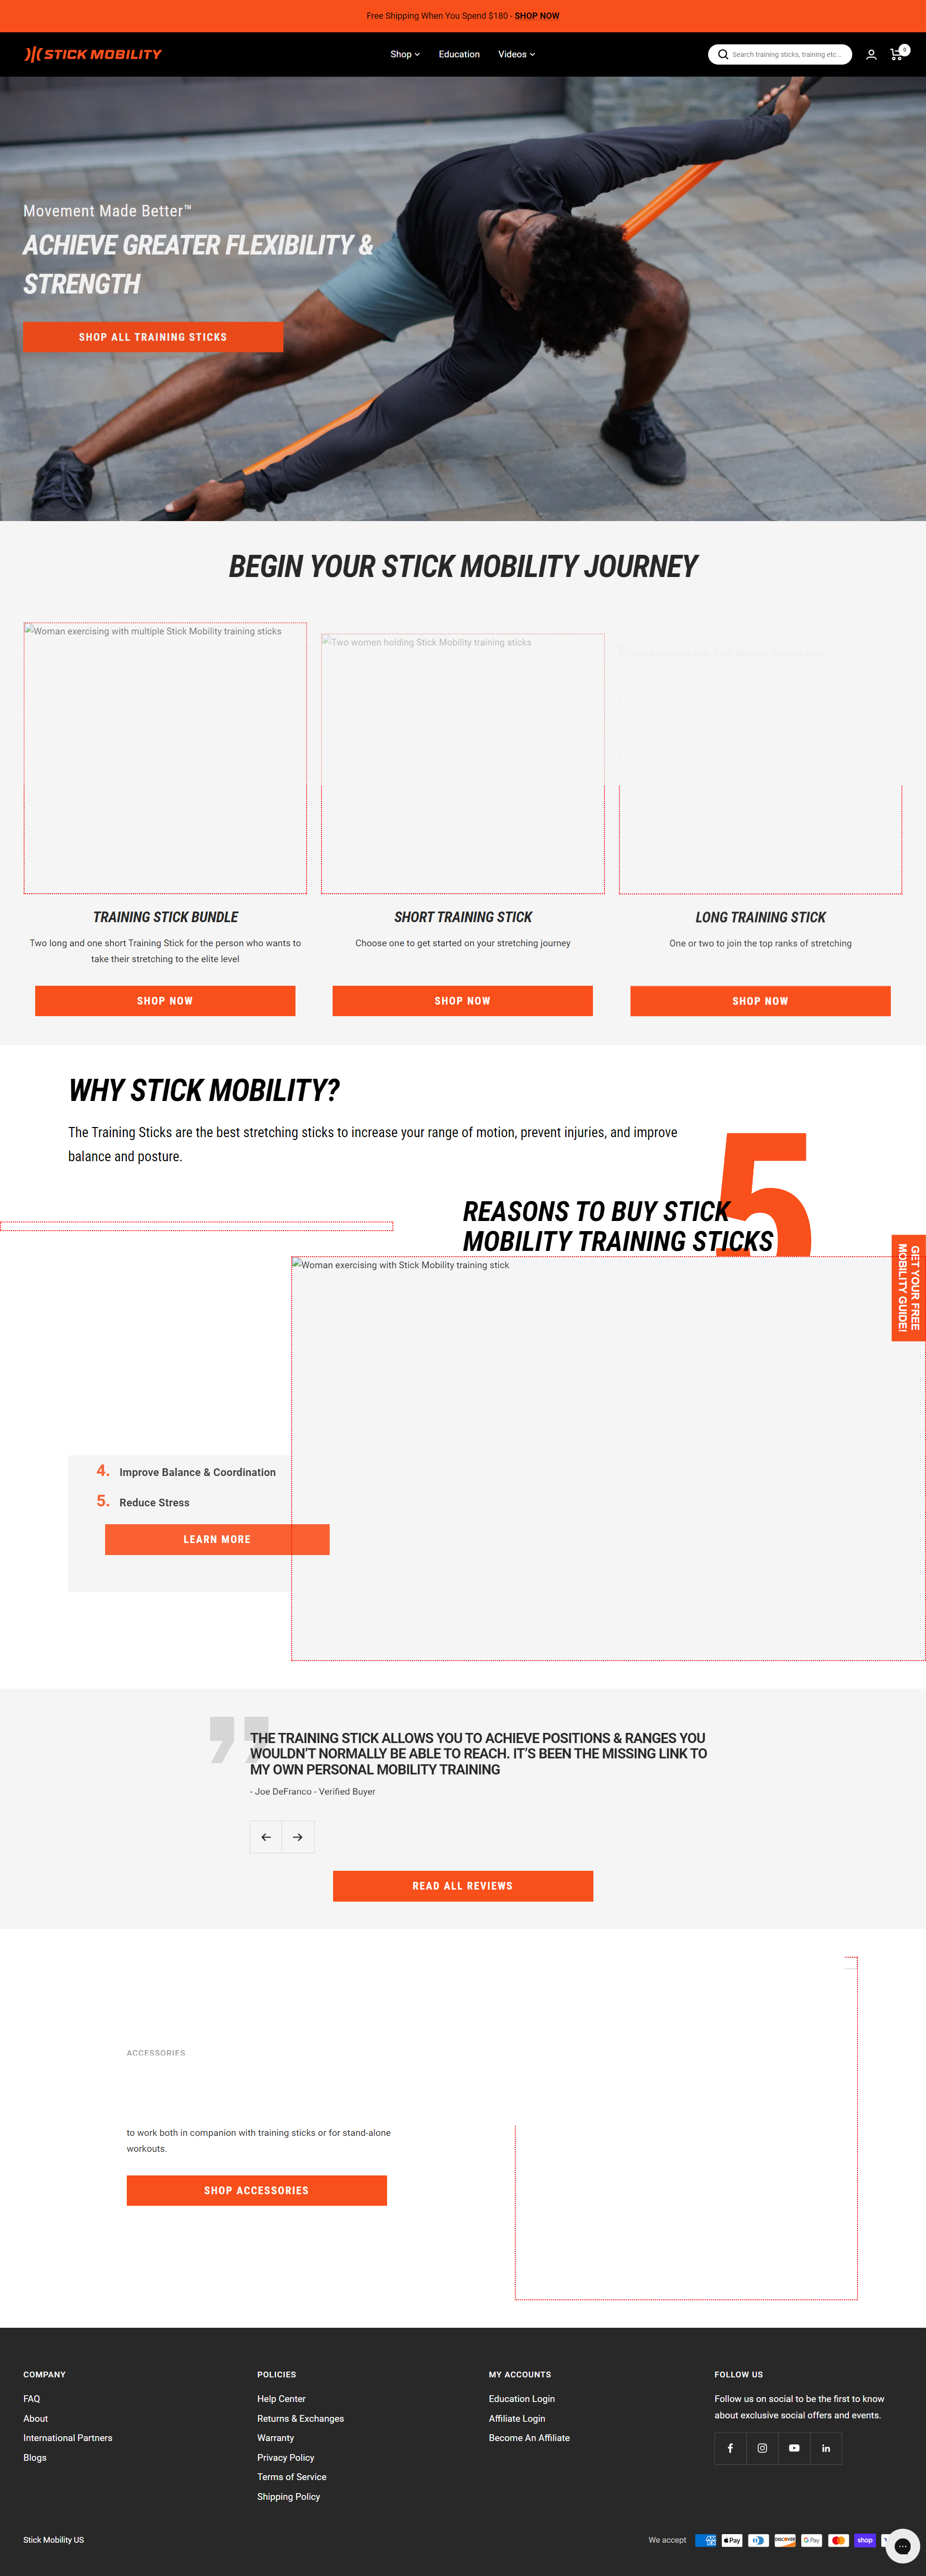 Free Shipping When You Spend $180 - SHOP NOW
STICK MOBILITY
Shop
Education
Videos
Search training sticks, training etc...
0
Movement Made Better™
ACHIEVE GREATER FLEXIBILITY &
STRENGTH
SHOP ALL TRAINING STICKS
BEGIN YOUR STICK MOBILITY JOURNEY
Woman exercising with multiple Stick Mobility training sticks
Two women holding Stick Mobility training sticks
TRAINING STICK BUNDLE
Two long and one short Training Stick for the person who wants to
take their stretching to the elite level
SHOP NOW
SHORT TRAINING STICK
Choose one to get started on your stretching journey
SHOP NOW
LONG TRAINING STICK
One or two to join the top ranks of stretching
SHOP NOW
WHY STICK MOBILITY?
The Training Sticks are the best stretching sticks to increase your range of motion, prevent injuries, and improve
balance and posture.
5
REASONS TO BUY STICK
MOBILITY TRAINING STICKS
GET YOUR FREE
MOBILITY GUIDE!
Woman exercising with Stick Mobility training stick
4. Improve Balance & Coordination
5. Reduce Stress
LEARN MORE
THE TRAINING STICK ALLOWS YOU TO ACHIEVE POSITIONS & RANGES YOU
WOULDN'T NORMALLY BE ABLE TO REACH. IT'S BEEN THE MISSING LINK TO
MY OWN PERSONAL MOBILITY TRAINING
- Joe DeFranco - Verified Buyer
READ ALL REVIEWS
ACCESSORIES
to work both in companion with training sticks or for stand-alone
workouts.
SHOP ACCESSORIES
COMPANY
FAQ
About
International Partners
Blogs
POLICIES
Help Center
Returns & Exchanges
Warranty
Privacy Policy
Terms of Service
Shipping Policy
MY ACCOUNTS
Education Login
Affiliate Login
Become An Affiliate
FOLLOW US
Follow us on social to be the first to know
about exclusive social offers and events.
Stick Mobility US
We accept
Pay
DISCOVER
G Pay
shop